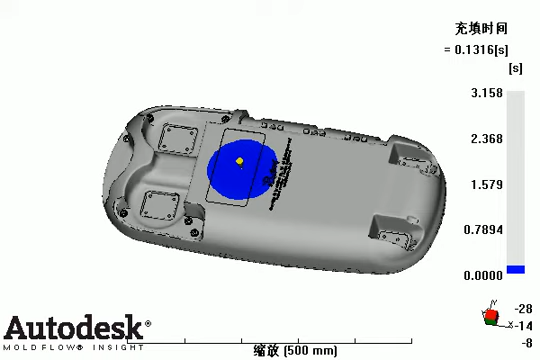 充填时间
= 0.1316[s]
[s]
3.158
2.368
1.579
0.7894
0.0000
Autodesk®
MOLDFLOW® INSIGHT
缩放 (500 mm)
Y
X
-28
-14
-8